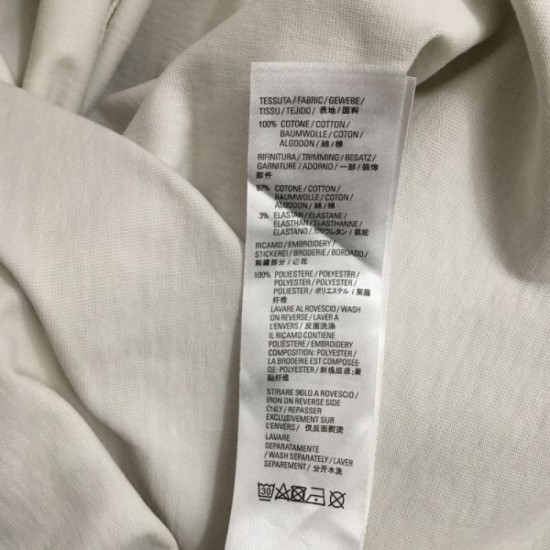 TESSUTA / FABRIC / GEWEBE /
TISSU / TEJIDO / 表地 / 面料
100% COTONE / COTTON /
BAUMWOLLE / COTON /
ALGODON / 綿 / 棉
RIFINITURA / TRIMMING / BESATZ /
GARNITURE / ADORNO / 一部 / 装饰
部件
97% COTONE / COTTON /
BAUMWOLLE / COTON /
ALGODON / 綿 / 棉
3% ELASTAN / ELASTANE /
ELASTHAN / ELASTHANNE /
ELASTANO / ポリウレタン / 氨纶
RICAMO / EMBROIDERY /
STICKEREI / BRODERIE / BORDADO /
刺繍部分 / 花
100% POLIESTERE / POLYESTER /
POLYESTER / POLYESTER /
POLIESTER / ポリエステル / 聚酯
纤维
LAVARE AL ROVESCIO / WASH
ON REVERSE / LAVER A
L'ENVERS / 反面洗涤
IL RICAMO CONTIENE
POLIESTERE / EMBROIDERY
COMPOSITION: POLYESTER /
LA BRODERIE EST COMPOSEE
DE: POLYESTER / 刺绣组分: 聚
酯纤维
STIRARE SOLO A ROVESCIO /
IRON ON REVERSE SIDE
ONLY / REPASSER
EXCLUSIVEMENT SUR
L'ENVERS / 仅反面熨烫
LAVARE
SEPARATAMENTE
/ WASH SEPARATELY / LAVER
SEPAREMENT / 分开水洗
30